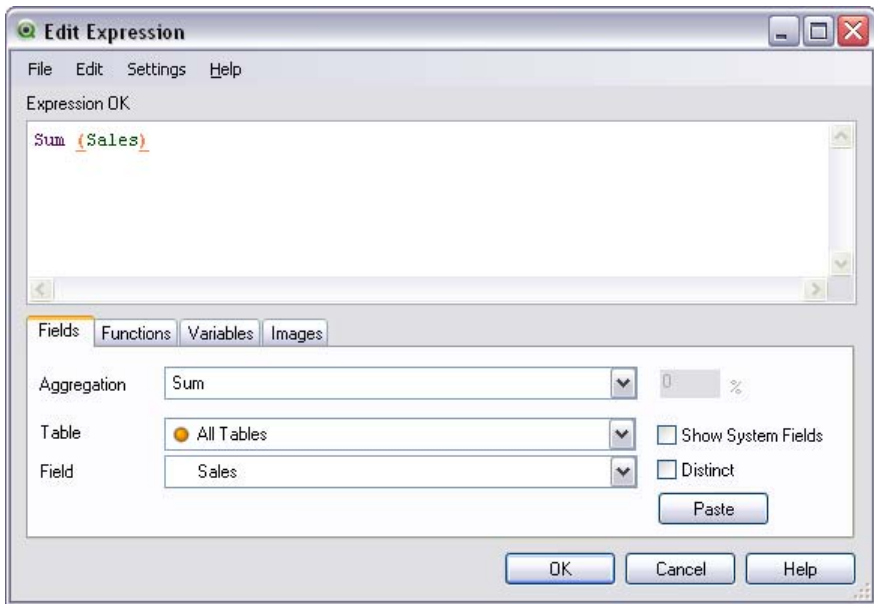 Edit Expression
File Edit Settings Help
Expression OK
Sum (Sales)
Fields Functions Variables Images
Aggregation Sum 0 %
Table All Tables Show System Fields
Field Sales Distinct
Paste
OK Cancel Help